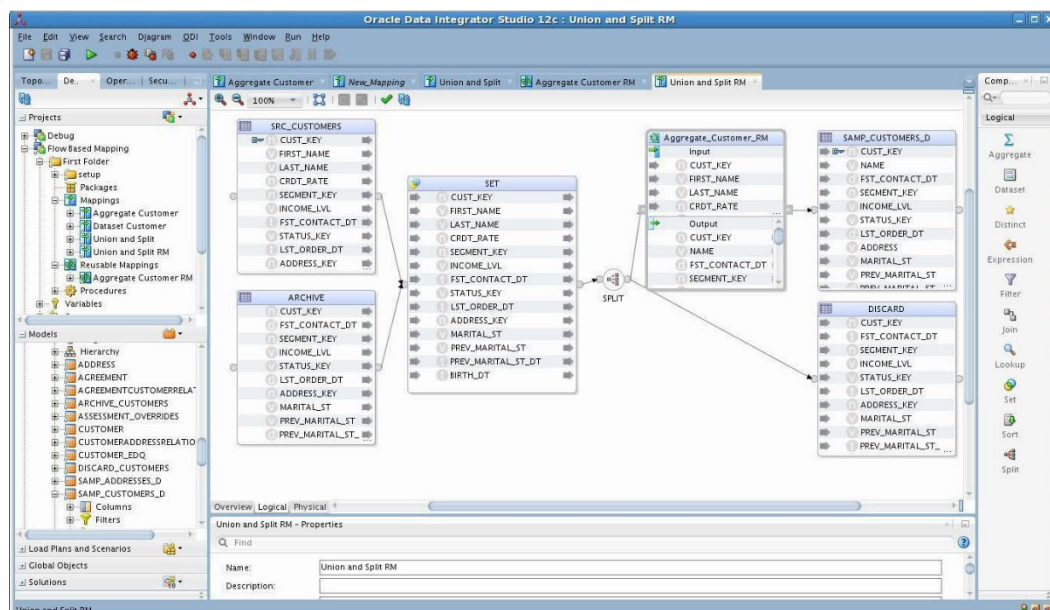 Oracle Data Integrator Studio 12c : Union and Split RM
File Edit View Search Diagram ODI Tools Window Run Help
Topo... De... Oper... Secu...
Aggregate Customer New_Mapping Union and Split Aggregate Customer RM Union and Split RM
100%
Projects
Debug
Flow Based Mapping
First Folder
setup
Packages
Mappings
Aggregate Customer
Dataset Customer
Union and Split
Union and Split RM
Reusable Mappings
Aggregate Customer RM
Procedures
Variables
Models
Hierarchy
ADDRESS
AGREEMENT
AGREEMENTCUSTOMERRELAT
ARCHIVE_CUSTOMERS
ASSESSMENT_OVERRIDES
CUSTOMER
CUSTOMERADDRESSRELATIO
CUSTOMER_EDQ
DISCARD_CUSTOMERS
SAMP_ADDRESSES_D
SAMP_CUSTOMERS_D
Columns
Filters
Load Plans and Scenarios
Global Objects
Solutions
SRC_CUSTOMERS
CUST_KEY
FIRST_NAME
LAST_NAME
CRDT_RATE
SEGMENT_KEY
INCOME_LVL
FST_CONTACT_DT
STATUS_KEY
LST_ORDER_DT
ADDRESS_KEY
ARCHIVE
CUST_KEY
FST_CONTACT_DT
SEGMENT_KEY
INCOME_LVL
STATUS_KEY
LST_ORDER_DT
ADDRESS_KEY
MARITAL_ST
PREV_MARITAL_ST
PREV_MARITAL_ST_
SET
CUST_KEY
FIRST_NAME
LAST_NAME
CRDT_RATE
SEGMENT_KEY
INCOME_LVL
FST_CONTACT_DT
STATUS_KEY
LST_ORDER_DT
ADDRESS_KEY
MARITAL_ST
PREV_MARITAL_ST
PREV_MARITAL_ST_DT
BIRTH_DT
SPLIT
Aggregate_Customer_RM
Input
CUST_KEY
FIRST_NAME
LAST_NAME
CRDT_RATE
Output
CUST_KEY
NAME
FST_CONTACT_DT
SEGMENT_KEY
SAMP_CUSTOMERS_D
CUST_KEY
NAME
FST_CONTACT_DT
SEGMENT_KEY
INCOME_LVL
STATUS_KEY
LST_ORDER_DT
ADDRESS
MARITAL_ST
PREV_MARITAL_ST
DISCARD
CUST_KEY
FST_CONTACT_DT
SEGMENT_KEY
INCOME_LVL
STATUS_KEY
LST_ORDER_DT
ADDRESS_KEY
MARITAL_ST
PREV_MARITAL_ST
PREV_MARITAL_ST_ ...
Overview Logical Physical
Union and Split RM - Properties
Find
Name: Union and Split RM
Description:
Comp...
Logical
Aggregate
Dataset
Distinct
Expression
Filter
Join
Lookup
Set
Sort
Split
Union and Split RM